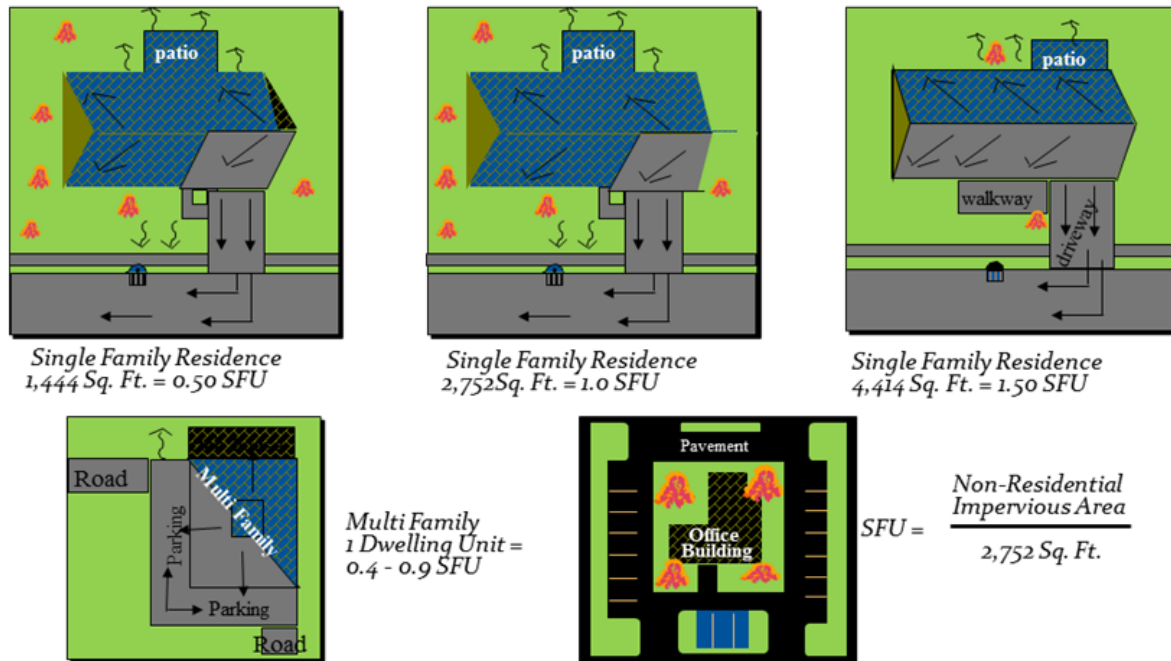 patio
patio
patio
walkway
driveway
Single Family Residence
1,444 Sq. Ft. = 0.50 SFU
Single Family Residence
2,752Sq. Ft. = 1.0 SFU
Single Family Residence
4,414 Sq. Ft. = 1.50 SFU
Road
Multi Family
Parking
Parking
Road
Multi Family
1 Dwelling Unit =
0.4 - 0.9 SFU
Pavement
Office
Building
SFU =
Non-Residential
Impervious Area
2,752 Sq. Ft.